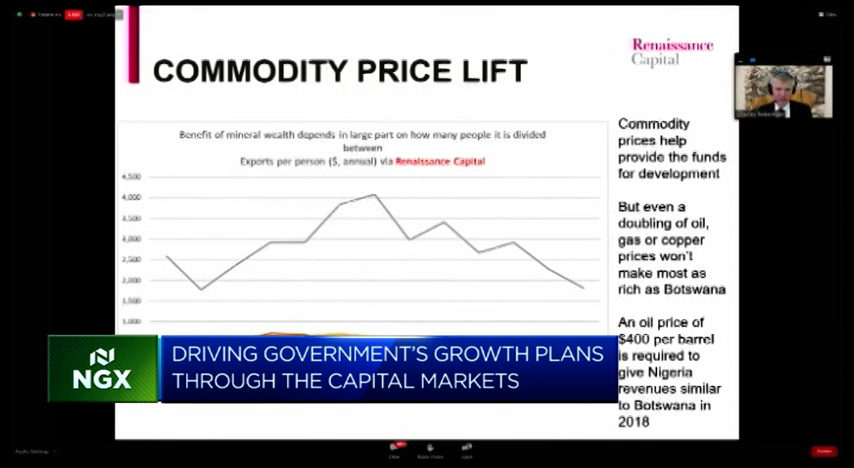 Renaissance
Capital
COMMODITY PRICE LIFT
Benefit of mineral wealth depends in large part on how many people it is divided
between
Exports per person ($, annual) via Renaissance Capital
4,500
4,000
3,500
3,000
2,500
2,000
1,500
1,000
Commodity
prices help
provide the funds
for development
But even a
doubling of oil,
gas or copper
prices won't
make most as
rich as Botswana
An oil price of
$400 per barrel
is required to
give Nigeria
revenues similar
to Botswana in
2018
NGX
DRIVING GOVERNMENT'S GROWTH PLANS
THROUGH THE CAPITAL MARKETS